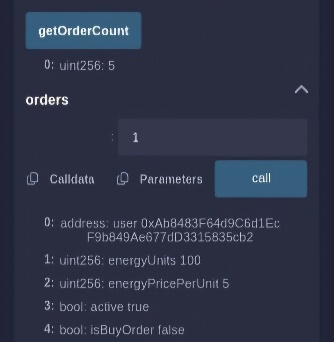 getOrderCount
0: uint256: 5
orders
: 1
Calldata Parameters call
0: address: user 0xAb8483F64d9C6d1Ec
F9b849Ae677dD3315835cb2
1: uint256: energyUnits 100
2: uint256: energyPricePerUnit 5
3: bool: active true
4: bool: isBuyOrder false